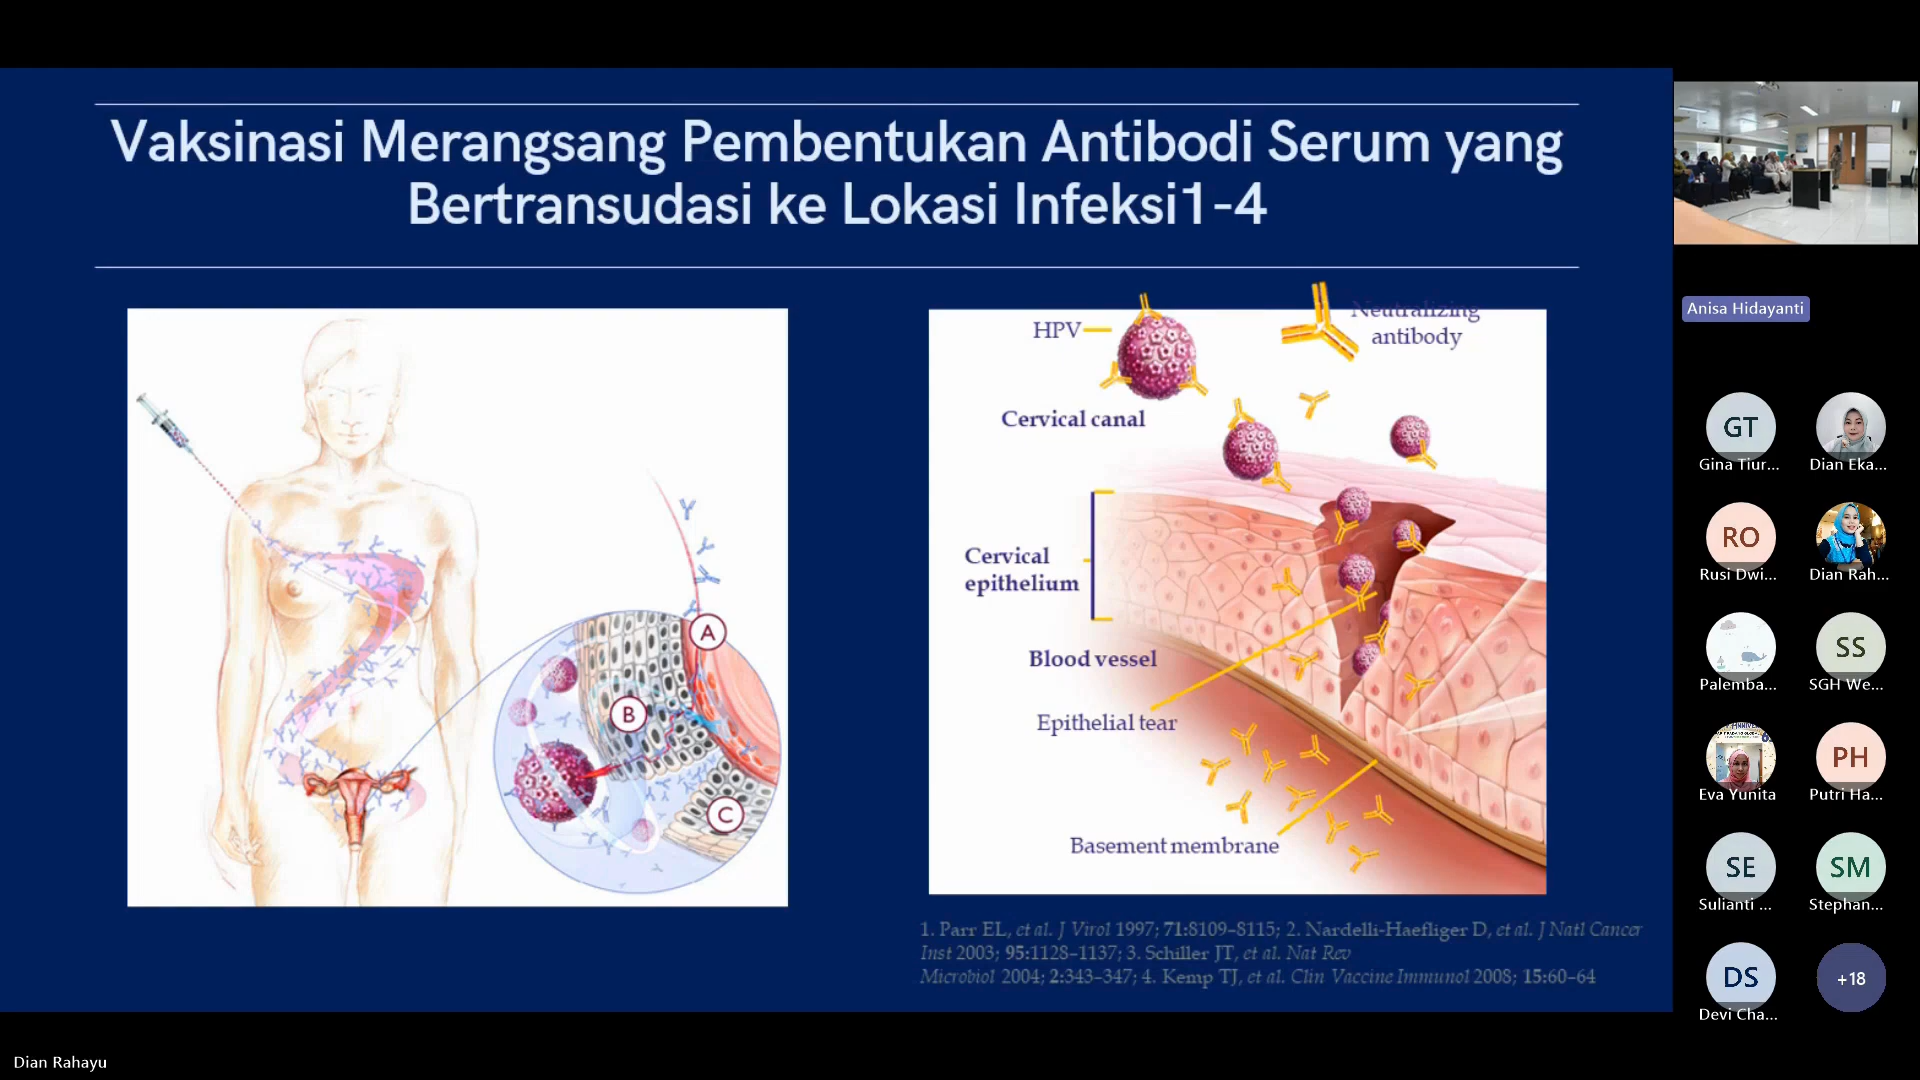 Vaksinasi Merangsang Pembentukan Antibodi Serum yang
Bertransudasi ke Lokasi Infeksi1-4
A
B
C
HPV
Neutralizing
antibody
Cervical canal
Cervical
epithelium
Blood vessel
Epithelial tear
Basement membrane
1. Parr EL, et al. J Virol 1997; 71:8109–8115; 2. Nardelli-Haefliger D, et al. J Natl Cancer
Inst 2003; 95:1128–1137; 3. Schiller JT, et al. Nat Rev
Microbiol 2004; 2:343–347; 4. Kemp TJ, et al. Clin Vaccine Immunol 2008; 15:60–64
Anisa Hidayanti
GT
Gina Tiur...
Dian Eka...
RO
Rusi Dwi...
Dian Rah...
Palemba...
SS
SGH We...
Eva Yunita
PH
Putri Ha...
SE
Sulianti ...
SM
Stephan...
DS
Devi Cha...
+18
Dian Rahayu